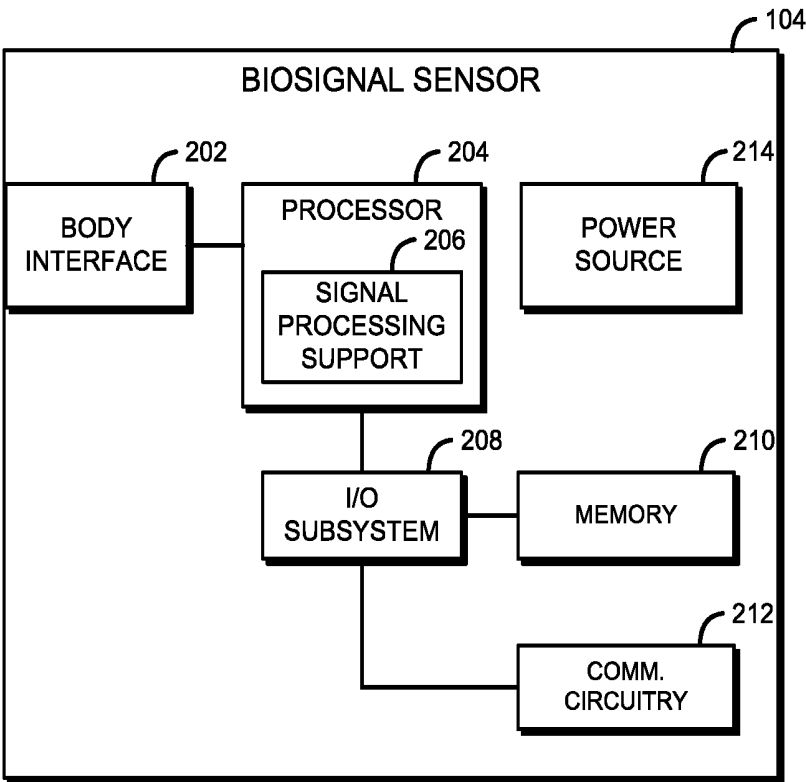 104
BIOSIGNAL SENSOR
202
BODY
INTERFACE
204
PROCESSOR
206
SIGNAL
PROCESSING
SUPPORT
214
POWER
SOURCE
208
I/O
SUBSYSTEM
210
MEMORY
212
COMM.
CIRCUITRY